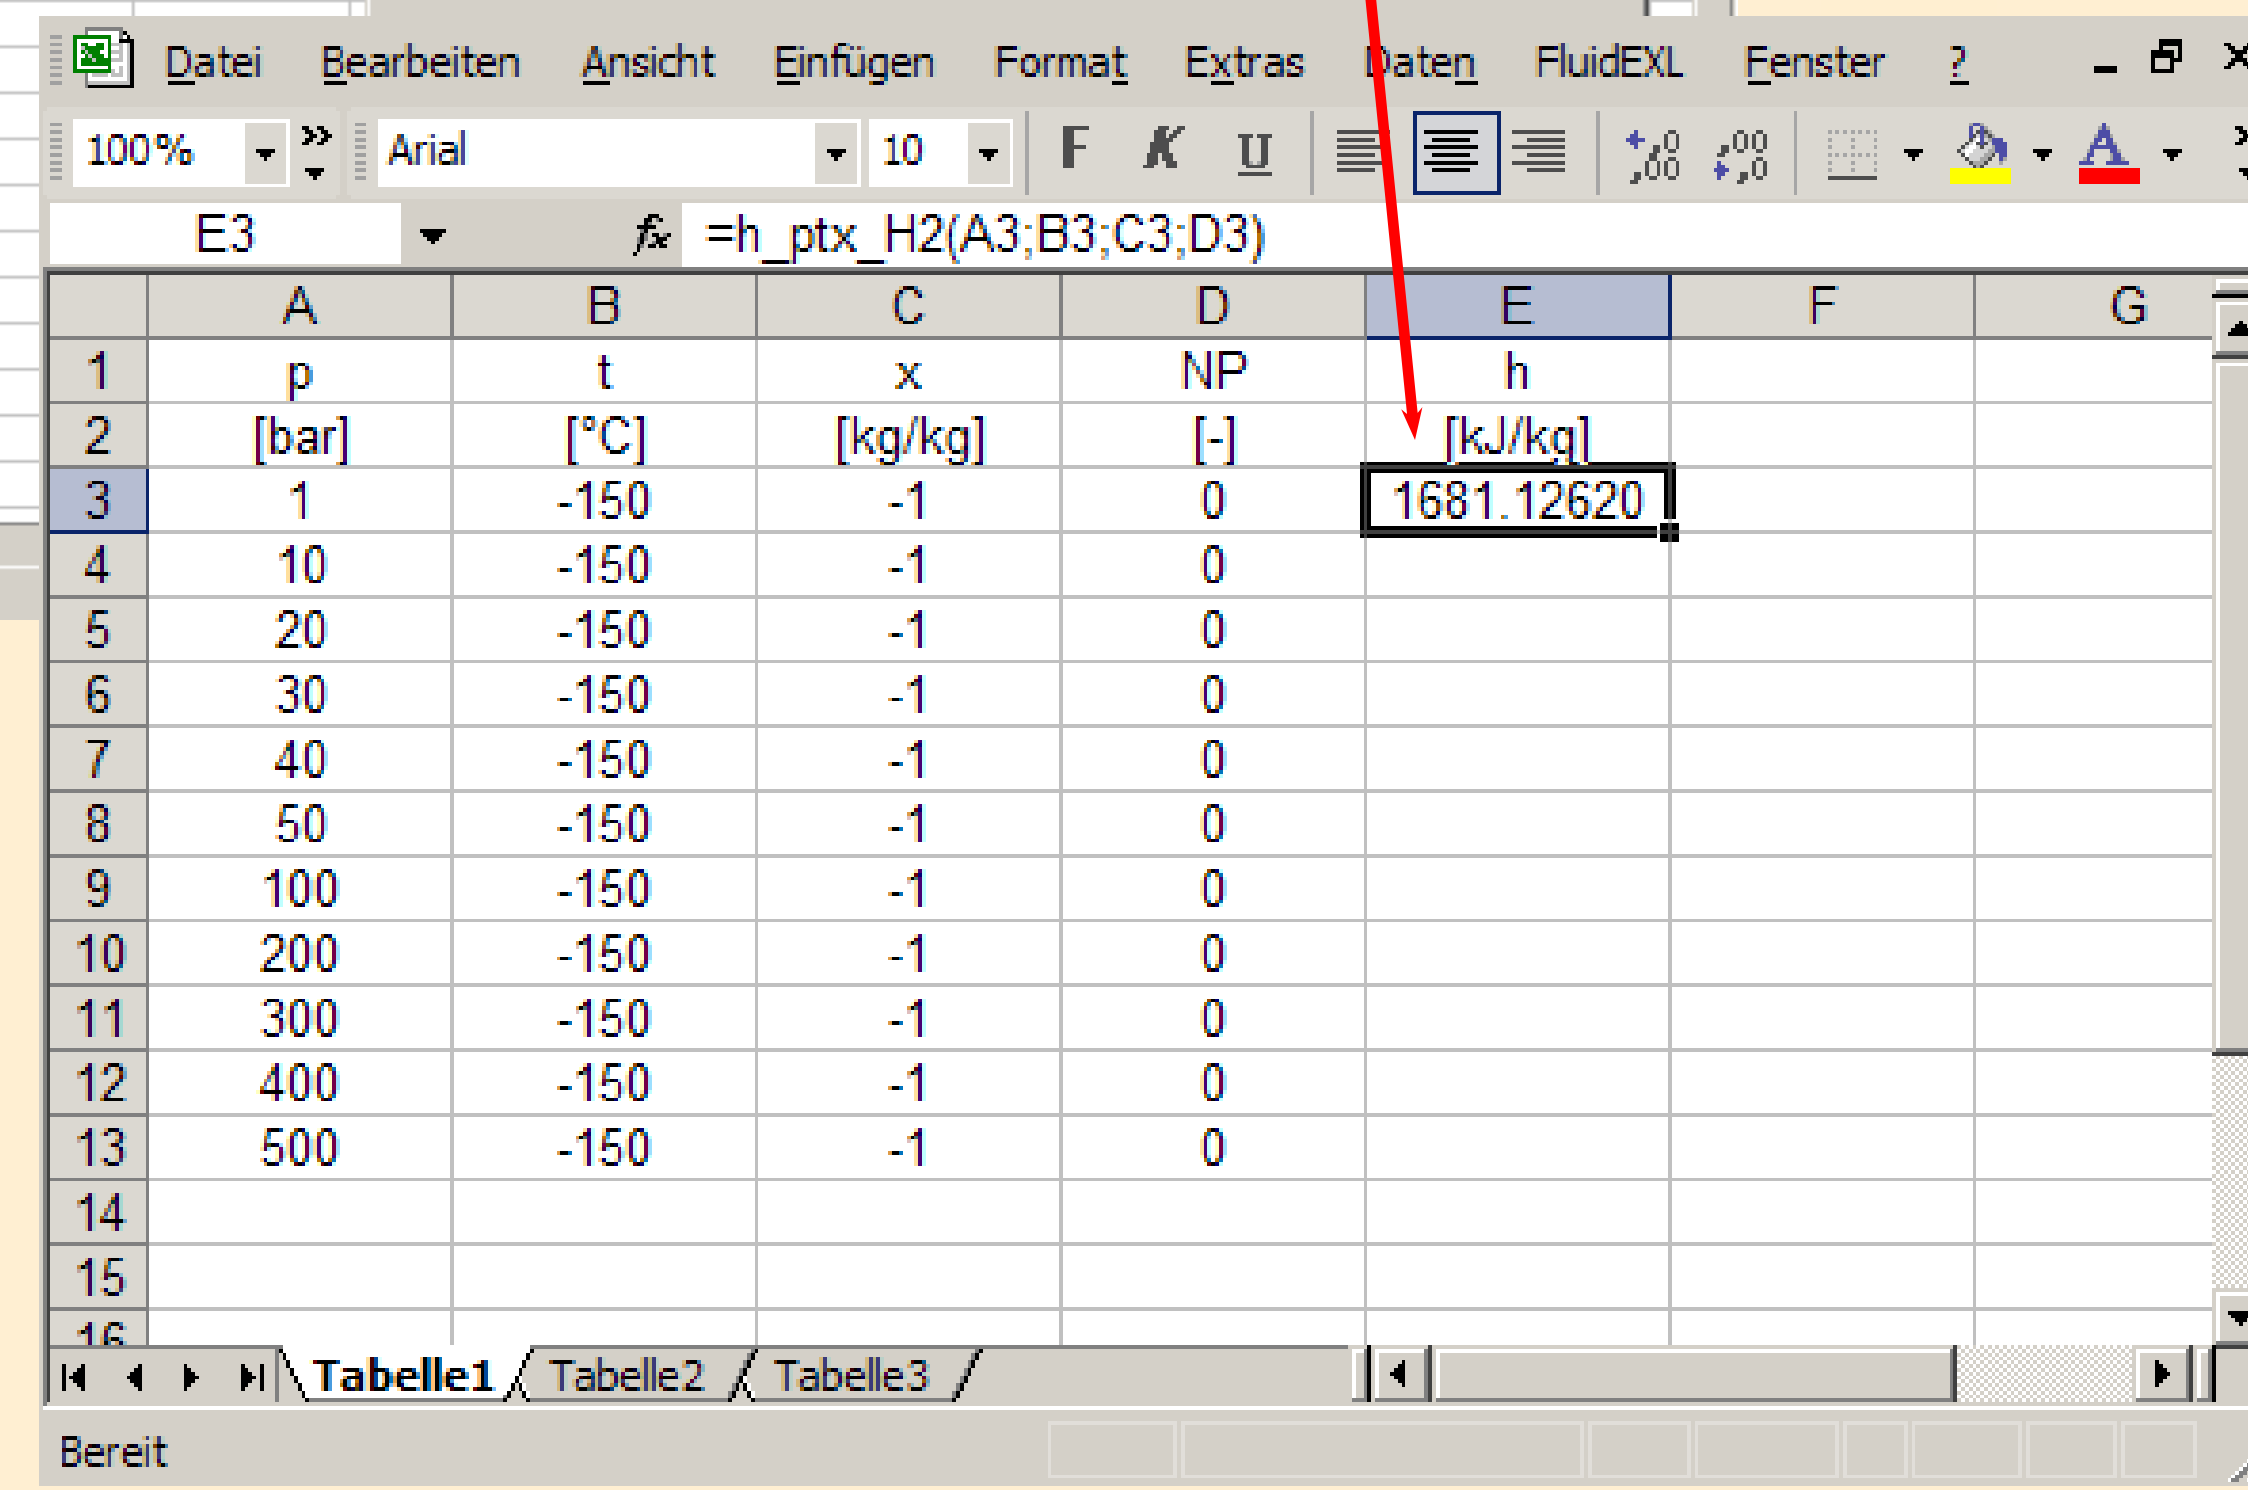 Datei Bearbeiten Ansicht Einfügen Format Extras Daten FluidEXL Fenster ?
100% Arial 10 F K U
E3 fx =h_ptx_H2(A3;B3;C3;D3)
A B C D E F G
1 p t x NP h
2 [bar] [°C] [kg/kg] [-] [kJ/kg]
3 1 -150 -1 0 1681.12620
4 10 -150 -1 0
5 20 -150 -1 0
6 30 -150 -1 0
7 40 -150 -1 0
8 50 -150 -1 0
9 100 -150 -1 0
10 200 -150 -1 0
11 300 -150 -1 0
12 400 -150 -1 0
13 500 -150 -1 0
14
15
16
Tabelle1 Tabelle2 Tabelle3
Bereit